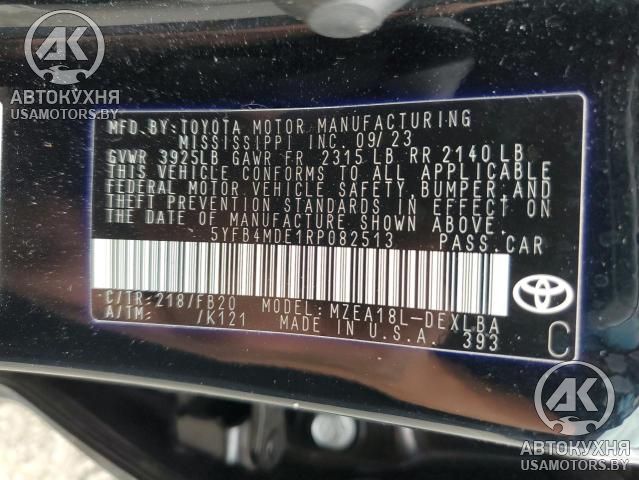 AK
АВТОКУХНЯ
USAMOTORS.BY
MFD.BY:TOYOTA MOTOR MANUFACTURING
MISSISSIPPI INC. 09/23
GVWR 3925LB GAWR FR 2315 LB RR 2140 LB
THIS VEHICLE CONFORMS TO ALL APPLICABLE
FEDERAL MOTOR VEHICLE SAFETY, BUMPER, AND
THEFT PREVENTION STANDARDS IN EFFECT ON
THE DATE OF MANUFACTURE SHOWN ABOVE.
5YFB4MDE1RP082513 PASS.CAR
C/TR:218/FB20 MODEL: MZEA18L-DEXLBA
A/TM: /K121 MADE IN U.S.A. 393
C
AK
АВТОКУХНЯ
USAMOTORS.BY